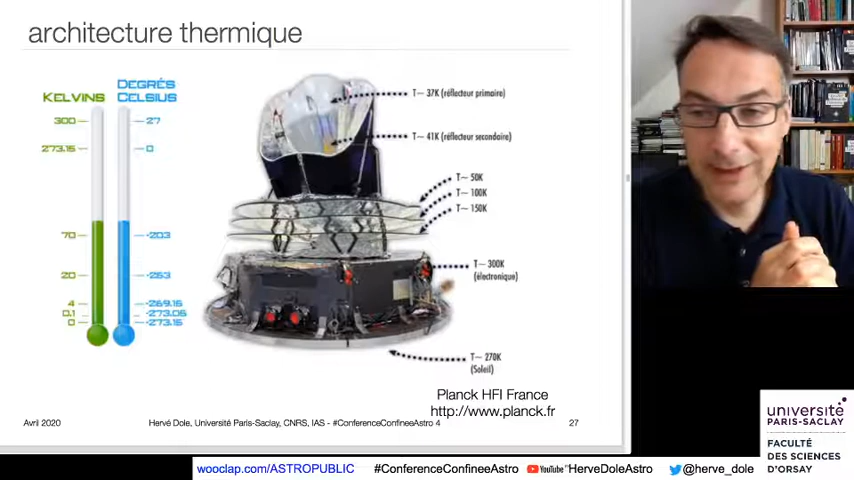 architecture thermique
KELVINS
DEGRÉS
CELSIUS
300
27
273.15
0
70
-203
20
-253
4
-269.15
0.1
-273.05
0
-273.15
T~ 37K (réflecteur primaire)
T~ 41K (réflecteur secondaire)
T~ 50K
T~ 100K
T~ 150K
T~ 300K
(électronique)
T~ 270K
(Soleil)
Planck HFI France
http://www.planck.fr
Avril 2020
Hervé Dole, Université Paris-Saclay, CNRS, IAS - #ConferenceConfineeAstro 4
27
université
PARIS-SACLAY
FACULTÉ
DES SCIENCES
D'ORSAY
wooclap.com/ASTROPUBLIC
#ConferenceConfineeAstro
YouTube HerveDoleAstro
@herve_dole